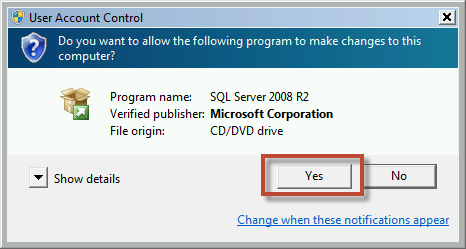 User Account Control
Do you want to allow the following program to make changes to this
computer?
Program name: SQL Server 2008 R2
Verified publisher: Microsoft Corporation
File origin: CD/DVD drive
Show details
Yes
No
Change when these notifications appear